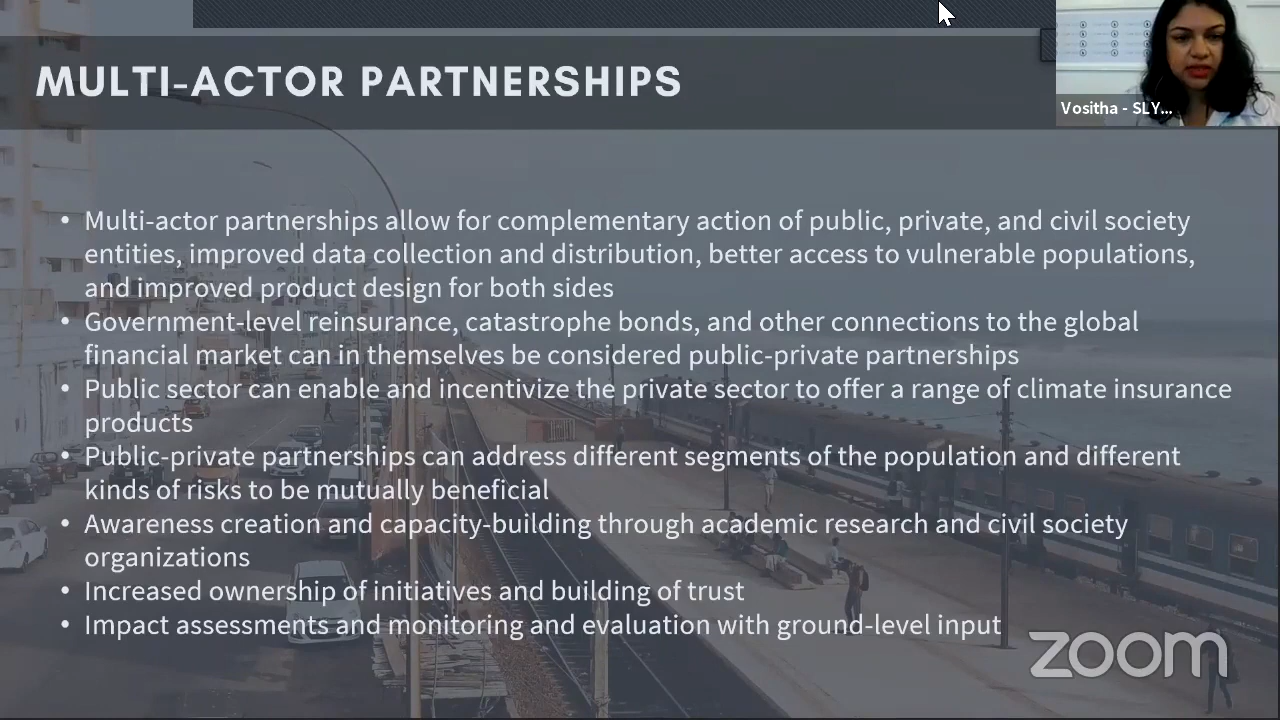 MULTI-ACTOR PARTNERSHIPS
Vositha - SLY...
• Multi-actor partnerships allow for complementary action of public, private, and civil society
entities, improved data collection and distribution, better access to vulnerable populations,
and improved product design for both sides
• Government-level reinsurance, catastrophe bonds, and other connections to the global
financial market can in themselves be considered public-private partnerships
• Public sector can enable and incentivize the private sector to offer a range of climate insurance
products
• Public-private partnerships can address different segments of the population and different
kinds of risks to be mutually beneficial
• Awareness creation and capacity-building through academic research and civil society
organizations
• Increased ownership of initiatives and building of trust
• Impact assessments and monitoring and evaluation with ground-level input
zoom